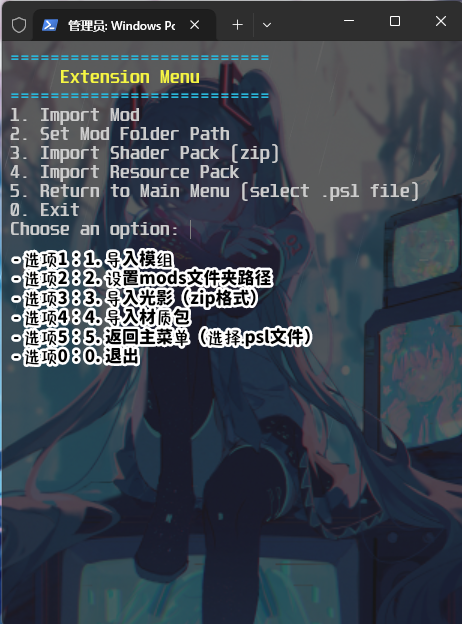 管理员: Windows Pc
==========================
Extension Menu
==========================
1. Import Mod
2. Set Mod Folder Path
3. Import Shader Pack (zip)
4. Import Resource Pack
5. Return to Main Menu (select .psl file)
0. Exit
Choose an option:
- 选项1：1. 导入模组
- 选项2：2. 设置mods文件夹路径
- 选项3：3. 导入光影（zip格式）
- 选项4：4. 导入材质包
- 选项5：5. 返回主菜单（选择.psl文件）
- 选项0：0. 退出